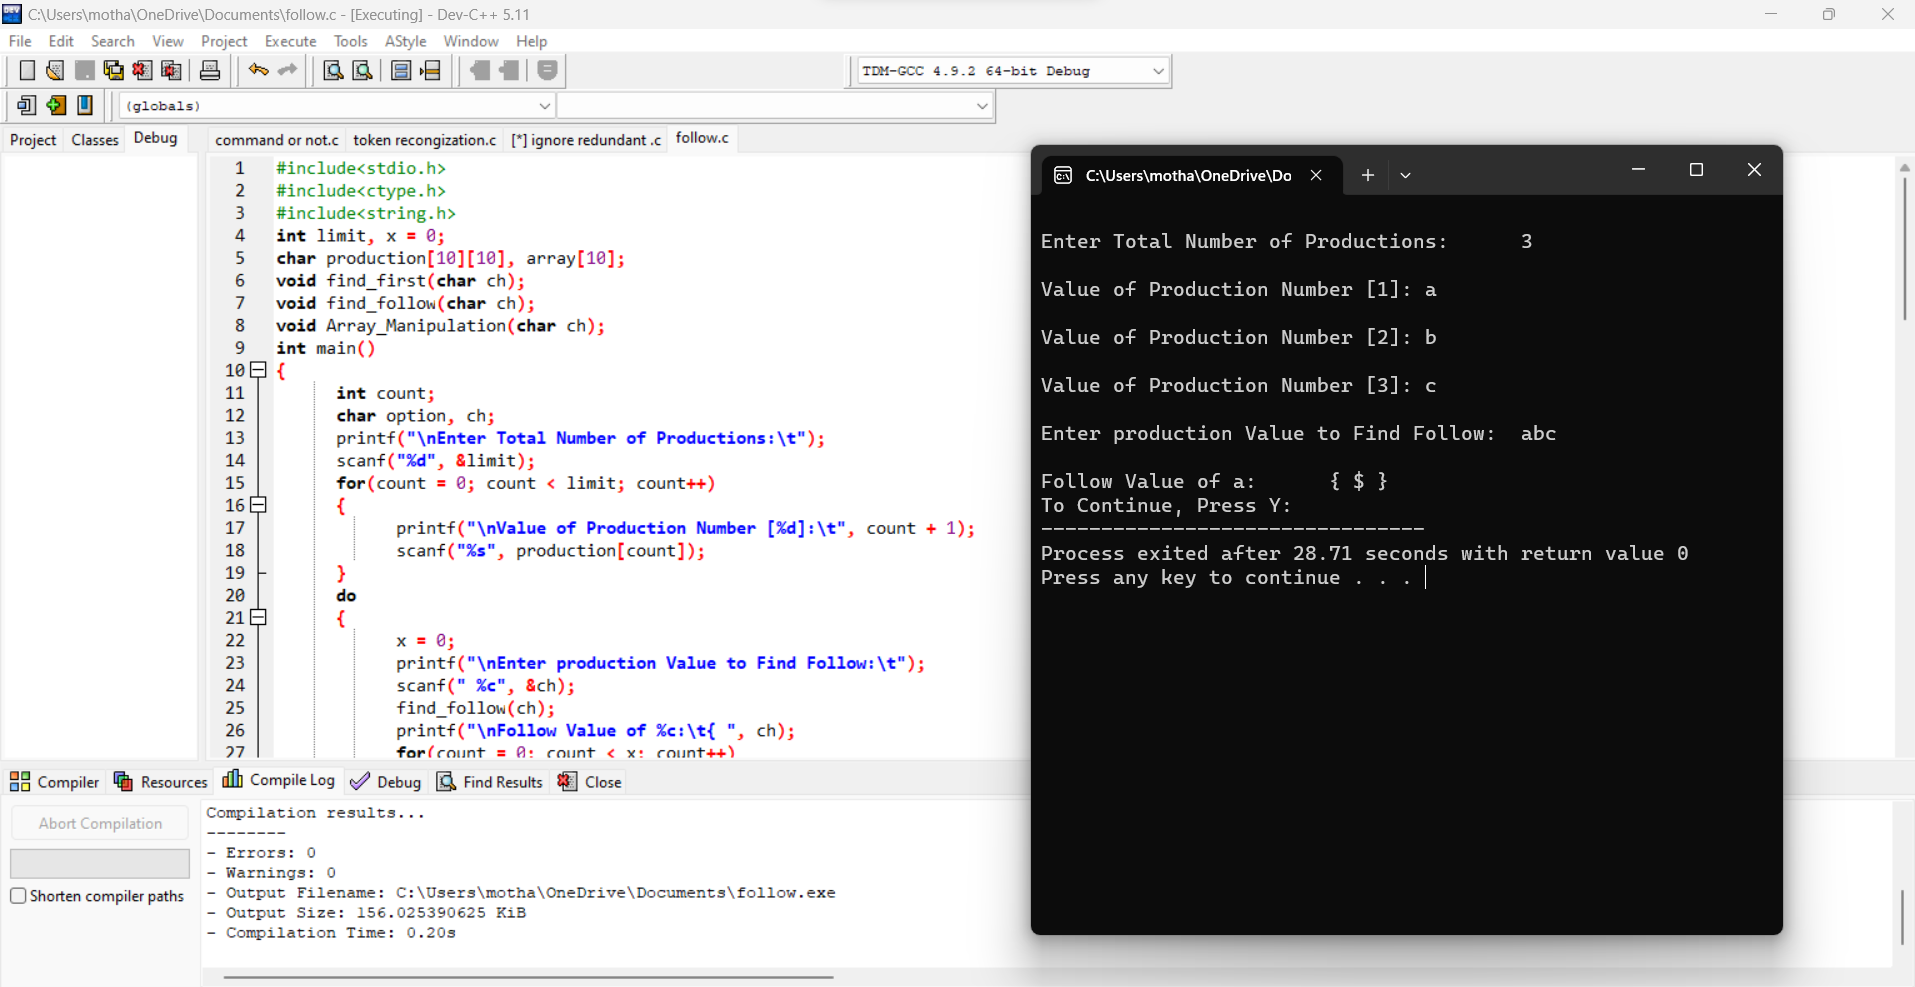 C:\Users\motha\OneDrive\Documents\follow.c - [Executing] - Dev-C++ 5.11
File Edit Search View Project Execute Tools AStyle Window Help
TDM-GCC 4.9.2 64-bit Debug
(globals)
Project Classes Debug
command or not.c token recongization.c [*] ignore redundant .c follow.c
1 #include<stdio.h>
2 #include<ctype.h>
3 #include<string.h>
4 int limit, x = 0;
5 char production[10][10], array[10];
6 void find_first(char ch);
7 void find_follow(char ch);
8 void Array_Manipulation(char ch);
9 int main()
10 {
11 int count;
12 char option, ch;
13 printf("\nEnter Total Number of Productions:\t");
14 scanf("%d", &limit);
15 for(count = 0; count < limit; count++)
16 {
17 printf("\nValue of Production Number [%d]:\t", count + 1);
18 scanf("%s", production[count]);
19 }
20 do
21 {
22 x = 0;
23 printf("\nEnter production Value to Find Follow:\t");
24 scanf(" %c", &ch);
25 find_follow(ch);
26 printf("\nFollow Value of %c:\t{ ", ch);
27 for(count = 0; count < x; count++)
C:\Users\motha\OneDrive\Do
Enter Total Number of Productions: 3
Value of Production Number [1]: a
Value of Production Number [2]: b
Value of Production Number [3]: c
Enter production Value to Find Follow: abc
Follow Value of a: { $ }
To Continue, Press Y:
--------------------------------
Process exited after 28.71 seconds with return value 0
Press any key to continue . . .
Compiler Resources Compile Log Debug Find Results Close
Abort Compilation
Shorten compiler paths
Compilation results...
--------
- Errors: 0
- Warnings: 0
- Output Filename: C:\Users\motha\OneDrive\Documents\follow.exe
- Output Size: 156.025390625 KiB
- Compilation Time: 0.20s